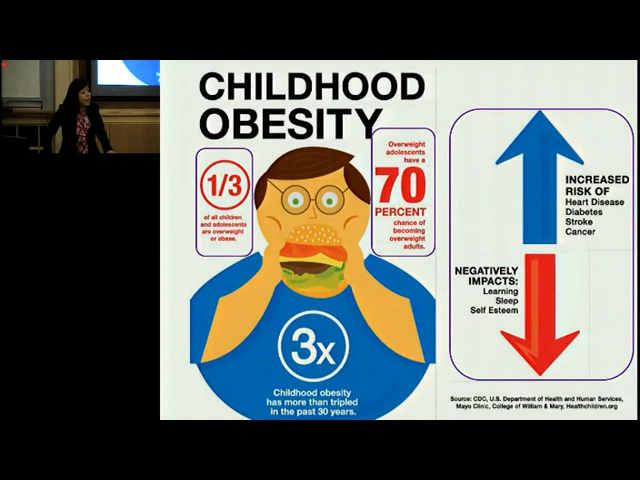 CHILDHOOD
OBESITY
1/3
of all children
and adolescents
are overweight
or obese.
Overweight
adolescents
have a
70
PERCENT
chance of
becoming
overweight
adults.
3x
Childhood obesity
has more than tripled
in the past 30 years.
INCREASED
RISK OF
Heart Disease
Diabetes
Stroke
Cancer
NEGATIVELY
IMPACTS:
Learning
Sleep
Self Esteem
Source: CDC, U.S. Department of Health and Human Services,
Mayo Clinic, College of William & Mary, Healthchildren.org